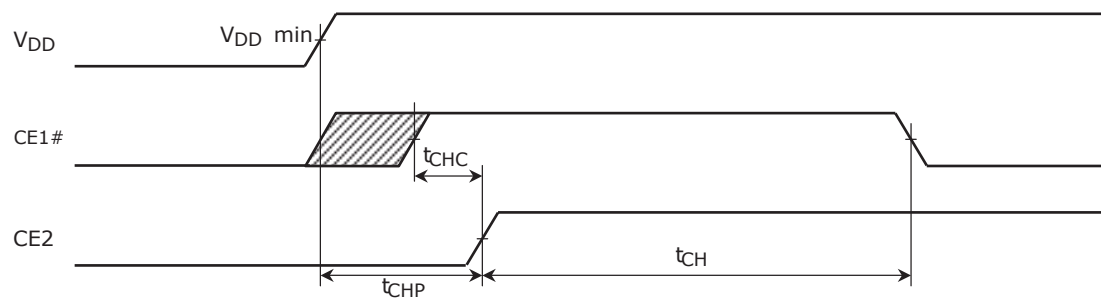 VDD
VDD min
CE1#
tCHC
CE2
tCHP
tCH